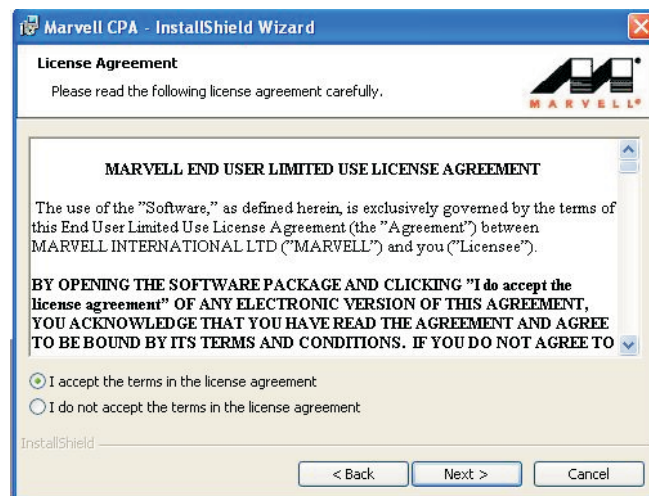 Marvell CPA - InstallShield Wizard
License Agreement
Please read the following license agreement carefully.
MARVELL®
MARVELL END USER LIMITED USE LICENSE AGREEMENT
The use of the "Software," as defined herein, is exclusively governed by the terms of
this End User Limited Use License Agreement (the "Agreement") between
MARVELL INTERNATIONAL LTD ("MARVELL") and you ("Licensee").
BY OPENING THE SOFTWARE PACKAGE AND CLICKING "I do accept the
license agreement" OF ANY ELECTRONIC VERSION OF THIS AGREEMENT,
YOU ACKNOWLEDGE THAT YOU HAVE READ THE AGREEMENT AND AGREE
TO BE BOUND BY ITS TERMS AND CONDITIONS. IF YOU DO NOT AGREE TO
I accept the terms in the license agreement
I do not accept the terms in the license agreement
InstallShield
< Back Next > Cancel